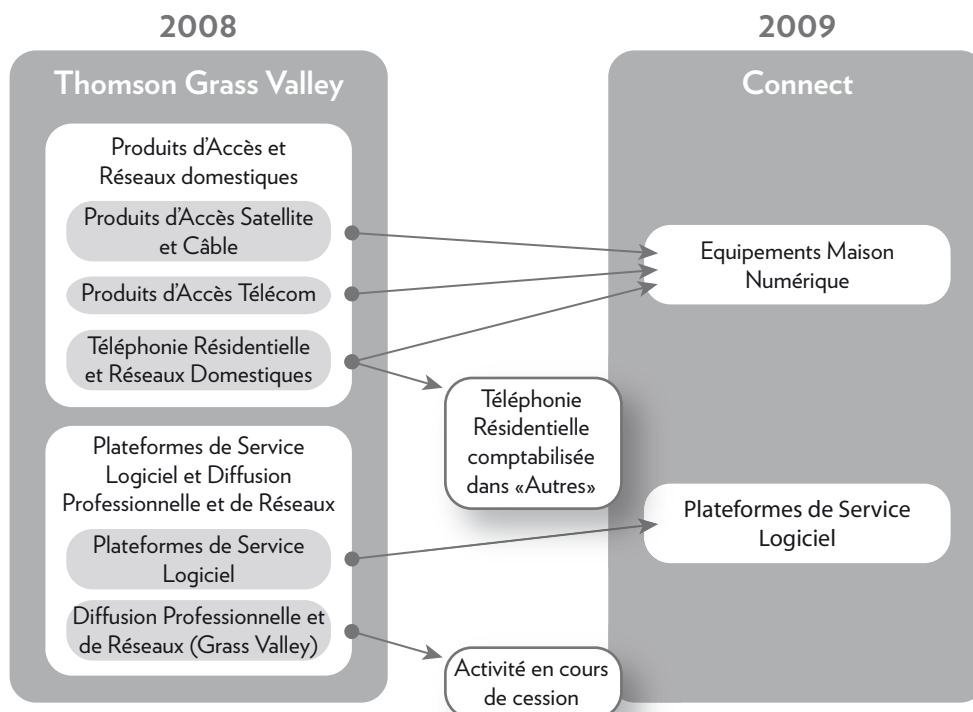 2008
2009
Thomson Grass Valley
Connect
Produits d'Accès et
Réseaux domestiques
Produits d'Accès Satellite
et Câble
Produits d'Accès Télécom
Téléphonie Résidentielle
et Réseaux Domestiques
Equipements Maison
Numérique
Téléphonie
Résidentielle
comptabilisée
dans «Autres»
Plateformes de Service
Logiciel et Diffusion
Professionnelle et de Réseaux
Plateformes de Service
Logiciel
Diffusion Professionnelle et
de Réseaux (Grass Valley)
Plateformes de Service
Logiciel
Activité en cours
de cession